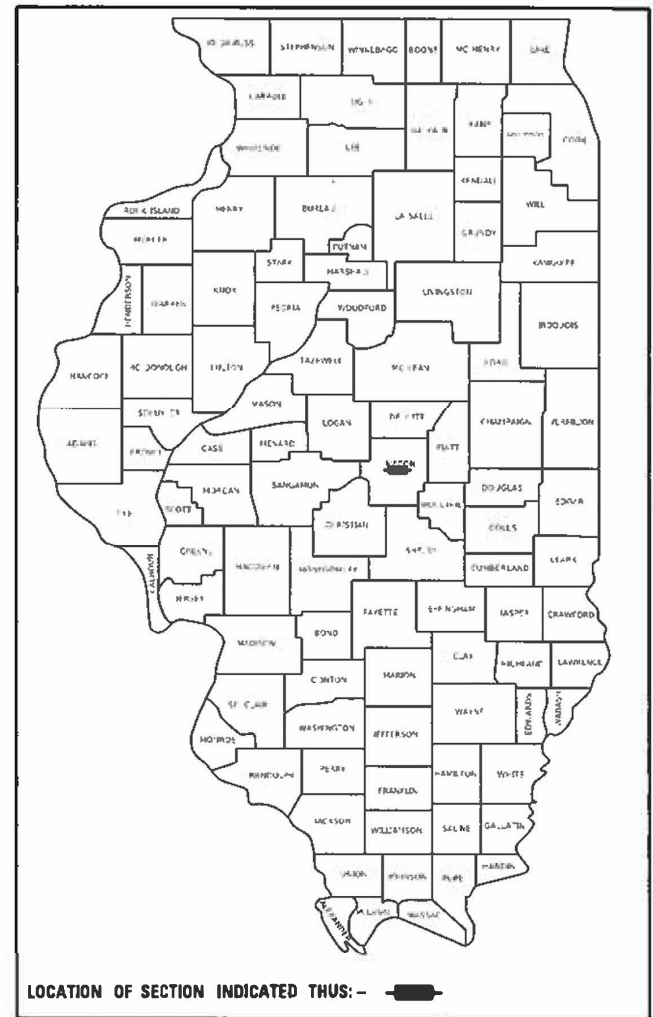 STEPHENSON
WINNEBAGO
BOONE
MC HENRY
LAKE
CARROLL
KANE
COOK
WHITESIDE
LEE
KENDALL
WILL
ROCK ISLAND
HENRY
BUREAU
LA SALLE
GRUNDY
MERCER
PUTNAM
STARK
MARSHALL
KANKAKEE
HENDERSON
WARREN
KNOX
PEORIA
WOODFORD
LIVINGSTON
IROQUOIS
HANCOCK
MC DONOUGH
FULTON
TAZEWELL
MC LEAN
FORD
MASON
SCHUYLER
LOGAN
DE WITT
CHAMPAIGN
VERMILION
ADAMS
BROWN
CASS
MENARD
PIATT
MACON
MORGAN
SANGAMON
DOUGLAS
EDGAR
PIKE
SCOTT
CHRISTIAN
MOULTRIE
COLES
GREENE
MACOUPIN
MONTGOMERY
SHELBY
CUMBERLAND
CLARK
CALHOUN
JERSEY
FAYETTE
EFFINGHAM
JASPER
CRAWFORD
MADISON
BOND
CLAY
RICHLAND
LAWRENCE
CLINTON
MARION
ST. CLAIR
WAYNE
EDWARDS
WABASH
WASHINGTON
JEFFERSON
MONROE
RANDOLPH
PERRY
HAMILTON
WHITE
FRANKLIN
JACKSON
WILLIAMSON
SALINE
GALLATIN
UNION
JOHNSON
POPE
HARDIN
ALEXANDER
PULASKI
MASSAC
LOCATION OF SECTION INDICATED THUS:-